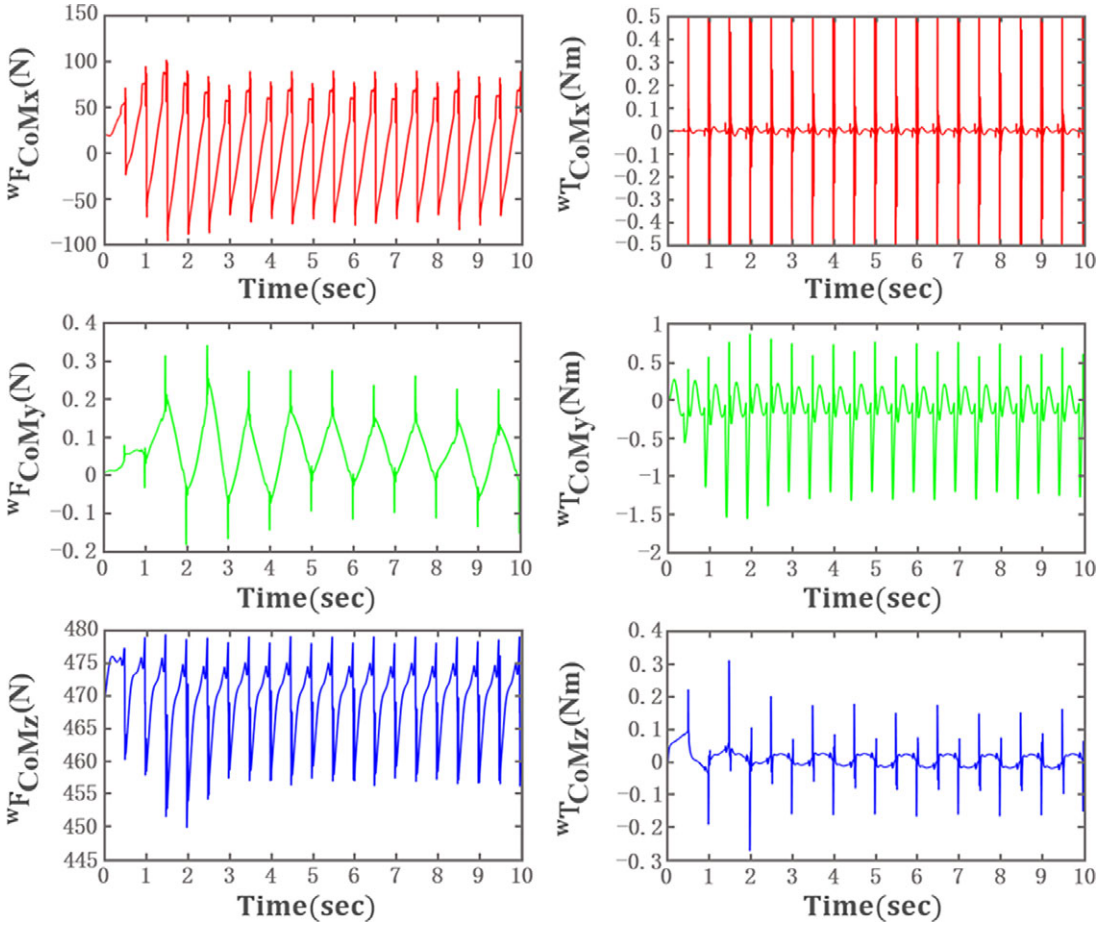 150
100
50
0
−50
−100
wFCoMx(N)
0 1 2 3 4 5 6 7 8 9 10
Time(sec)
0.5
0.4
0.3
0.2
0.1
0
−0.1
−0.2
−0.3
−0.4
−0.5
wTCoMx(Nm)
0 1 2 3 4 5 6 7 8 9 10
Time(sec)
0.4
0.3
0.2
0.1
0
−0.1
−0.2
wFCoMy(N)
0 1 2 3 4 5 6 7 8 9 10
Time(sec)
1
0.5
0
−0.5
−1
−1.5
−2
wTCoMy(Nm)
0 1 2 3 4 5 6 7 8 9 10
Time(sec)
480
475
470
465
460
455
450
445
wFCoMz(N)
0 1 2 3 4 5 6 7 8 9 10
Time(sec)
0.4
0.3
0.2
0.1
0
−0.1
−0.2
−0.3
wTCoMz(Nm)
0 1 2 3 4 5 6 7 8 9 10
Time(sec)